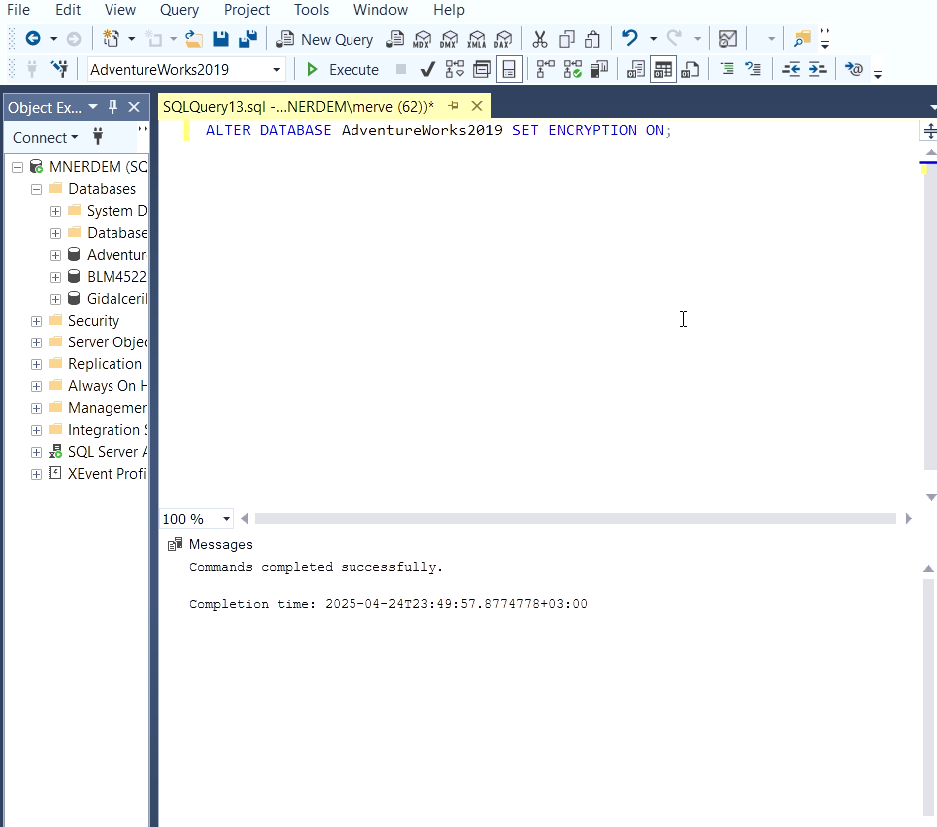 File Edit View Query Project Tools Window Help
New Query MDX DMX XMLA DAX
AdventureWorks2019 Execute
Object Ex...
SQLQuery13.sql -...NERDEM\merve (62))*
Connect
ALTER DATABASE AdventureWorks2019 SET ENCRYPTION ON;
MNERDEM (SQ
Databases
System D
Database
Adventur
BLM4522
Gidalceril
Security
Server Objec
Replication
Always On H
Managemer
Integration S
SQL Server A
XEvent Profi
100 %
Messages
Commands completed successfully.
Completion time: 2025-04-24T23:49:57.8774778+03:00